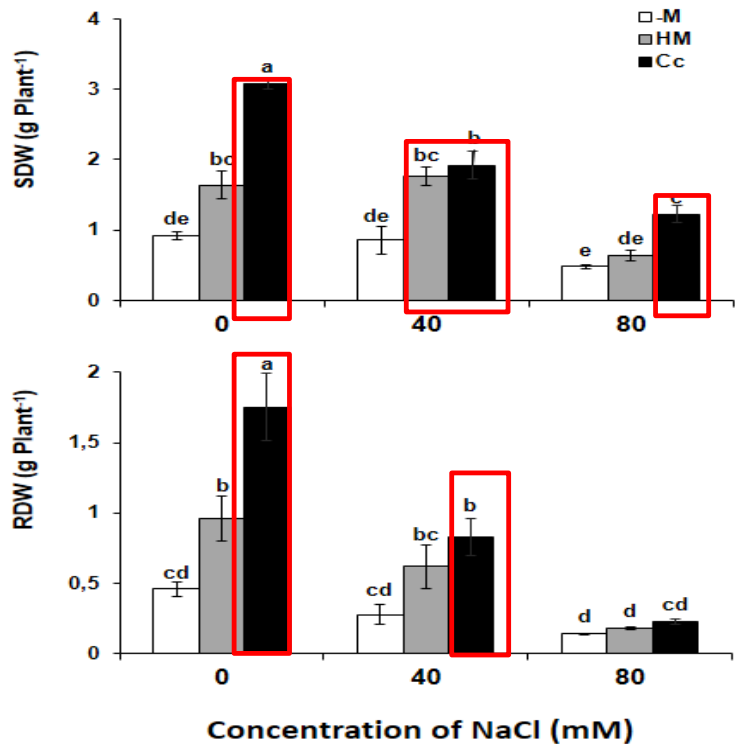 -M
HM
Cc
SDW (g Plant⁻¹)
4
3
2
1
0
de
bc
a
de
bc
b
e
de
0
40
80
RDW (g Plant⁻¹)
2
1,5
1
0,5
0
cd
b
a
cd
bc
b
d
d
cd
0
40
80
Concentration of NaCl (mM)